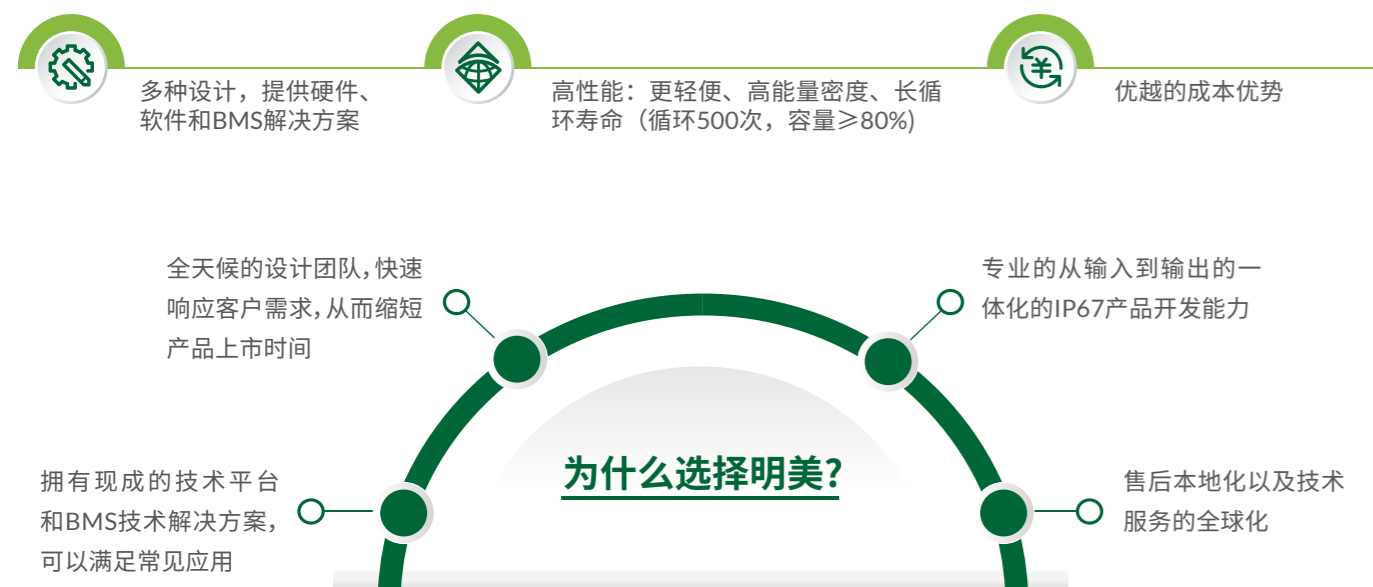 多种设计，提供硬件、
软件和BMS解决方案
高性能：更轻便、高能量密度、长循
环寿命（循环500次，容量≥80%)
优越的成本优势
全天候的设计团队，快速
响应客户需求，从而缩短
产品上市时间
专业的从输入到输出的一
体化的IP67产品开发能力
为什么选择明美?
拥有现成的技术平台
和BMS技术解决方案，
可以满足常见应用
售后本地化以及技术
服务的全球化